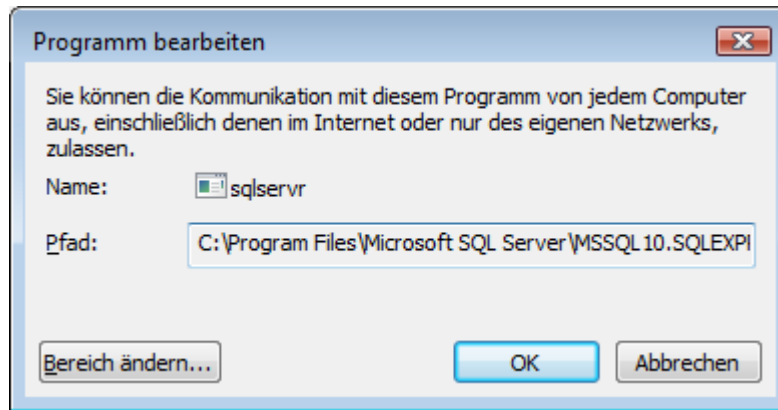 Programm bearbeiten
Sie können die Kommunikation mit diesem Programm von jedem Computer
aus, einschließlich denen im Internet oder nur des eigenen Netzwerks,
zulassen.
Name: sqlservr
Pfad: C:\Program Files\Microsoft SQL Server\MSSQL10.SQLEXP
Bereich ändern... OK Abbrechen